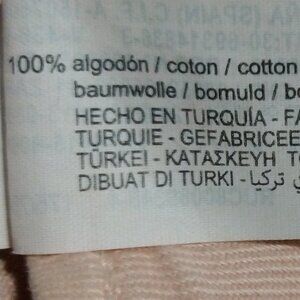 100% algodón / coton / cotton
baumwolle / bomuld /
HECHO EN TURQUÍA -
TURQUIE - GEFABRICEE
TÜRKEI - ΚΑΤΑΣΚΕΥΗ
DIBUAT DI TURKI - تركيا